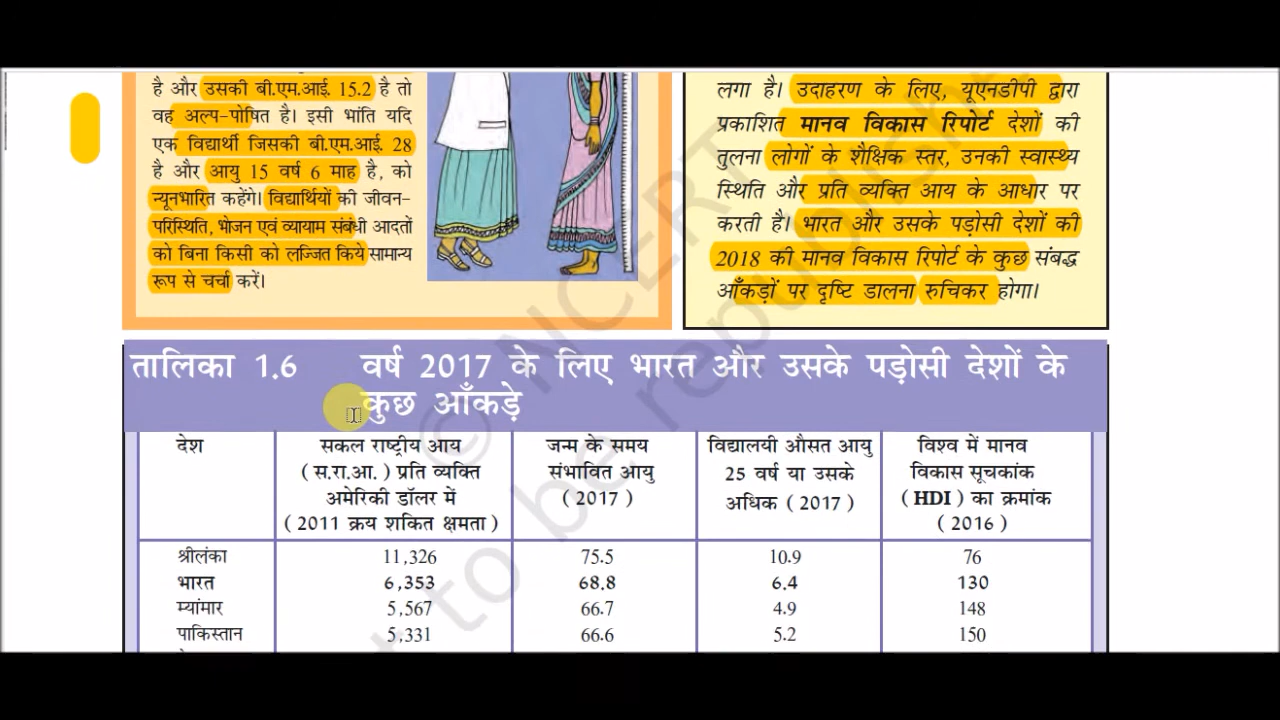 है और उसकी बी.एम.आई. 15.2 है तो
वह अल्प-पोषित है। इसी भांति यदि
एक विद्यार्थी जिसकी बी.एम.आई. 28
है और आयु 15 वर्ष 6 माह है, को
न्यूनभारित कहेंगे। विद्यार्थियों की जीवन-
परिस्थिति, भोजन एवं व्यायाम संबंधी आदतों
को बिना किसी को लज्जित किये सामान्य
रूप से चर्चा करें।
लगा है। उदाहरण के लिए, यूएनडीपी द्वारा
प्रकाशित मानव विकास रिपोर्ट देशों की
तुलना लोगों के शैक्षिक स्तर, उनकी स्वास्थ्य
स्थिति और प्रति व्यक्ति आय के आधार पर
करती है। भारत और उसके पड़ोसी देशों की
2018 की मानव विकास रिपोर्ट के कुछ संबद्ध
आँकड़ों पर दृष्टि डालना रुचिकर होगा।
तालिका 1.6 वर्ष 2017 के लिए भारत और उसके पड़ोसी देशों के
कुछ आँकड़े
देश
सकल राष्ट्रीय आय
(स.रा.आ.) प्रति व्यक्ति
अमेरिकी डॉलर में
(2011 क्रय शक्ति क्षमता)
जन्म के समय
संभावित आयु
(2017)
विद्यालयी औसत आयु
25 वर्ष या उसके
अधिक (2017)
विश्व में मानव
विकास सूचकांक
(HDI) का क्रमांक
(2016)
श्रीलंका 11,326 75.5 10.9 76
भारत 6,353 68.8 6.4 130
म्यांमार 5,567 66.7 4.9 148
पाकिस्तान 5,331 66.6 5.2 150
© NCERT
to be republish